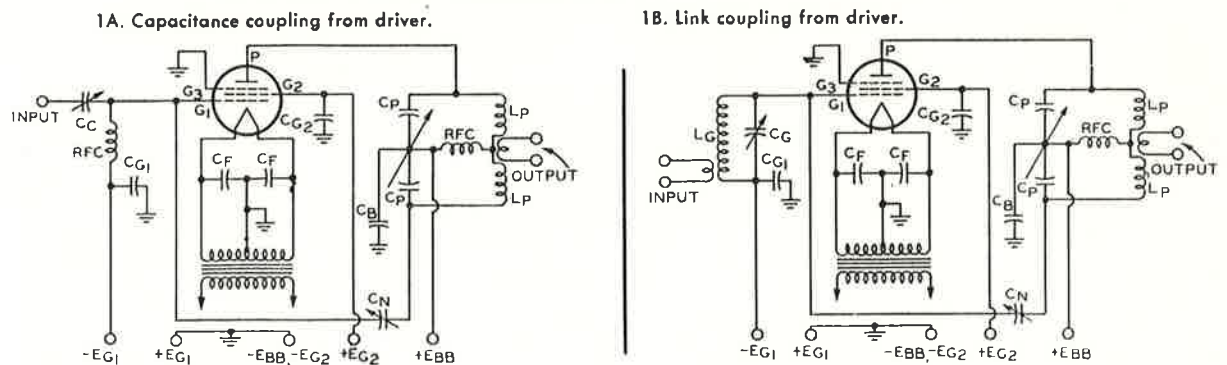 1A. Capacitance coupling from driver.
P
G3
G2
G1
INPUT
CC
RFC
CG1
CG2
CF
CF
CP
LP
RFC
OUTPUT
CP
LP
CB
CN
-EG1
+EG1
-EBB,-EG2
+EG2
+EBB
1B. Link coupling from driver.
P
G3
G2
G1
LG
CG
CG1
INPUT
CG2
CF
CF
CP
LP
RFC
OUTPUT
CP
LP
CB
CN
-EG1
+EG1
-EBB,-EG2
+EG2
+EBB